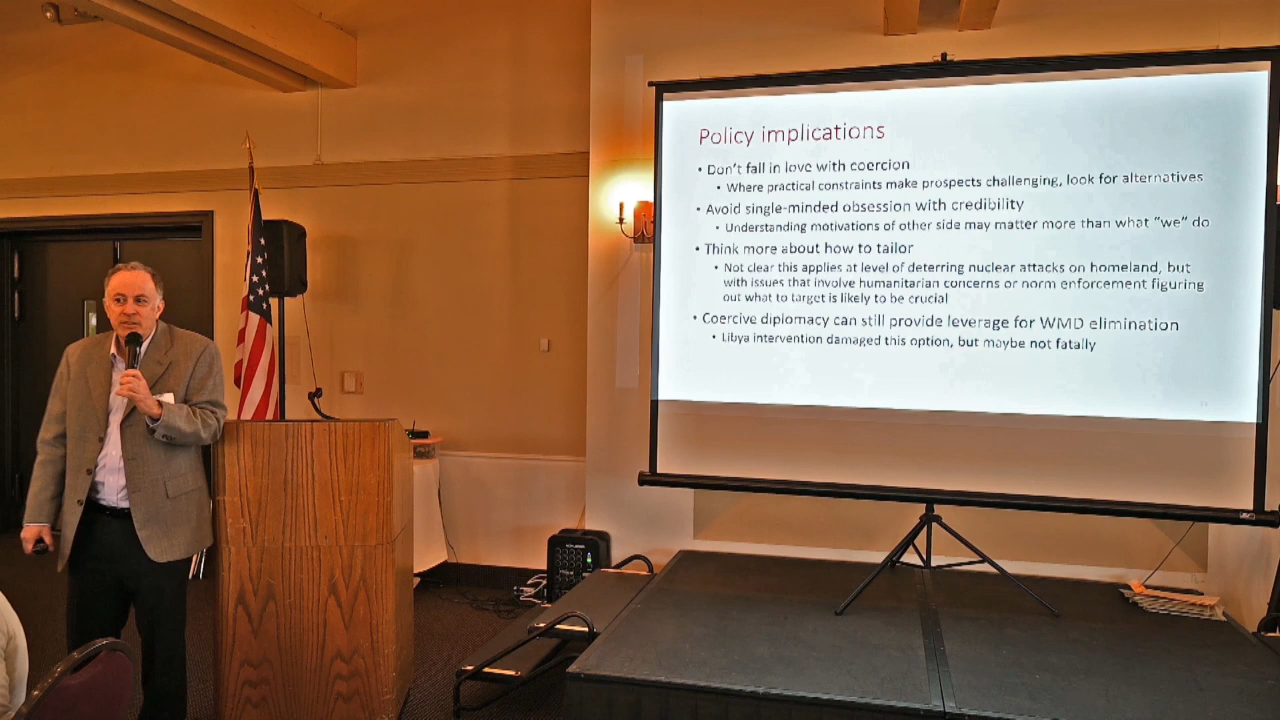 Policy implications
• Don't fall in love with coercion
• Where practical constraints make prospects challenging, look for alternatives
• Avoid single-minded obsession with credibility
• Understanding motivations of other side may matter more than what "we" do
• Think more about how to tailor
• Not clear this applies at level of deterring nuclear attacks on homeland, but
with issues that involve humanitarian concerns or norm enforcement figuring
out what to target is likely to be crucial
• Coercive diplomacy can still provide leverage for WMD elimination
• Libya intervention damaged this option, but maybe not fatally